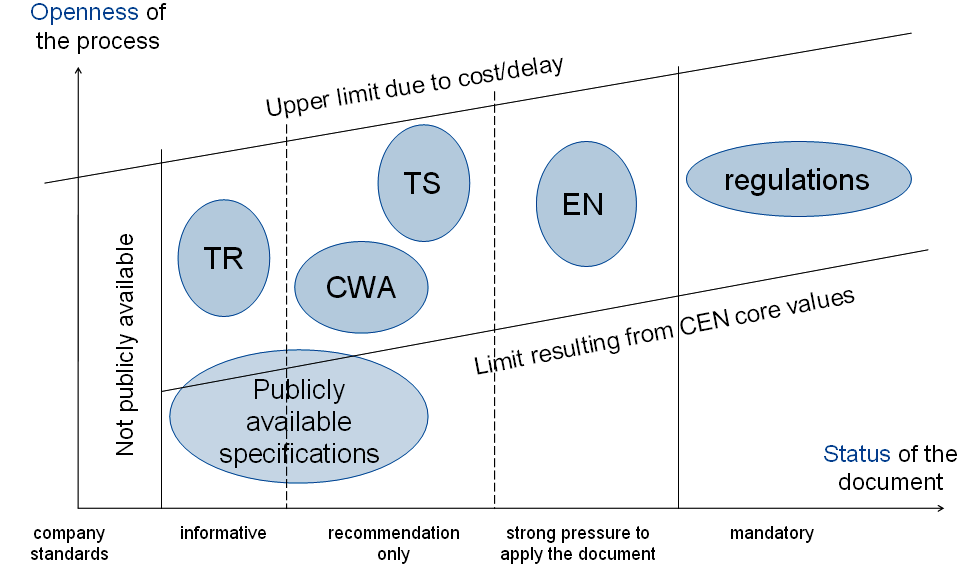 Openness of
the process
Upper limit due to cost/delay
TS
EN
regulations
TR
CWA
Not publicly available
Limit resulting from CEN core values
Publicly
available
specifications
Status of the
document
company
standards
informative
recommendation
only
strong pressure to
apply the document
mandatory